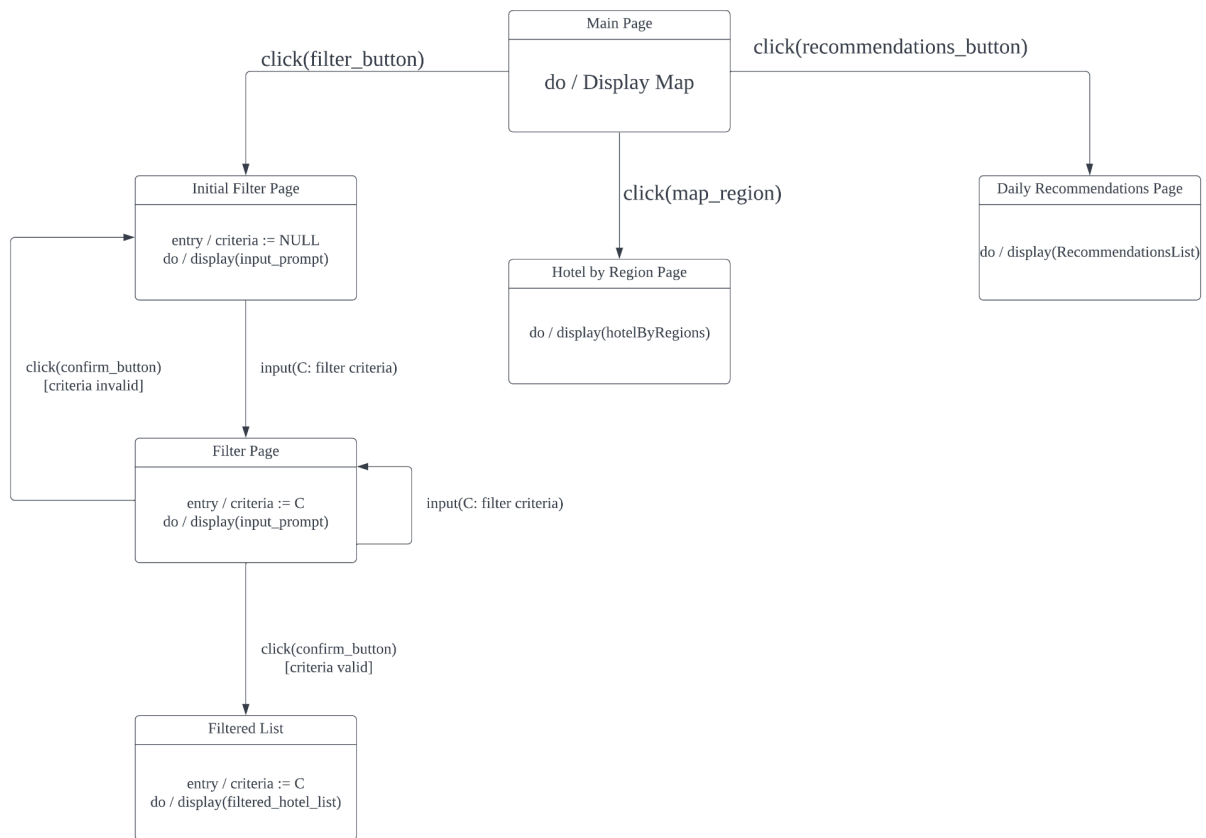 Main Page
do / Display Map
click(filter_button)
click(recommendations_button)
click(map_region)
Initial Filter Page
entry / criteria := NULL
do / display(input_prompt)
Hotel by Region Page
do / display(hotelByRegions)
Daily Recommendations Page
do / display(RecommendationsList)
click(confirm_button)
[criteria invalid]
input(C: filter criteria)
Filter Page
entry / criteria := C
do / display(input_prompt)
input(C: filter criteria)
click(confirm_button)
[criteria valid]
Filtered List
entry / criteria := C
do / display(filtered_hotel_list)